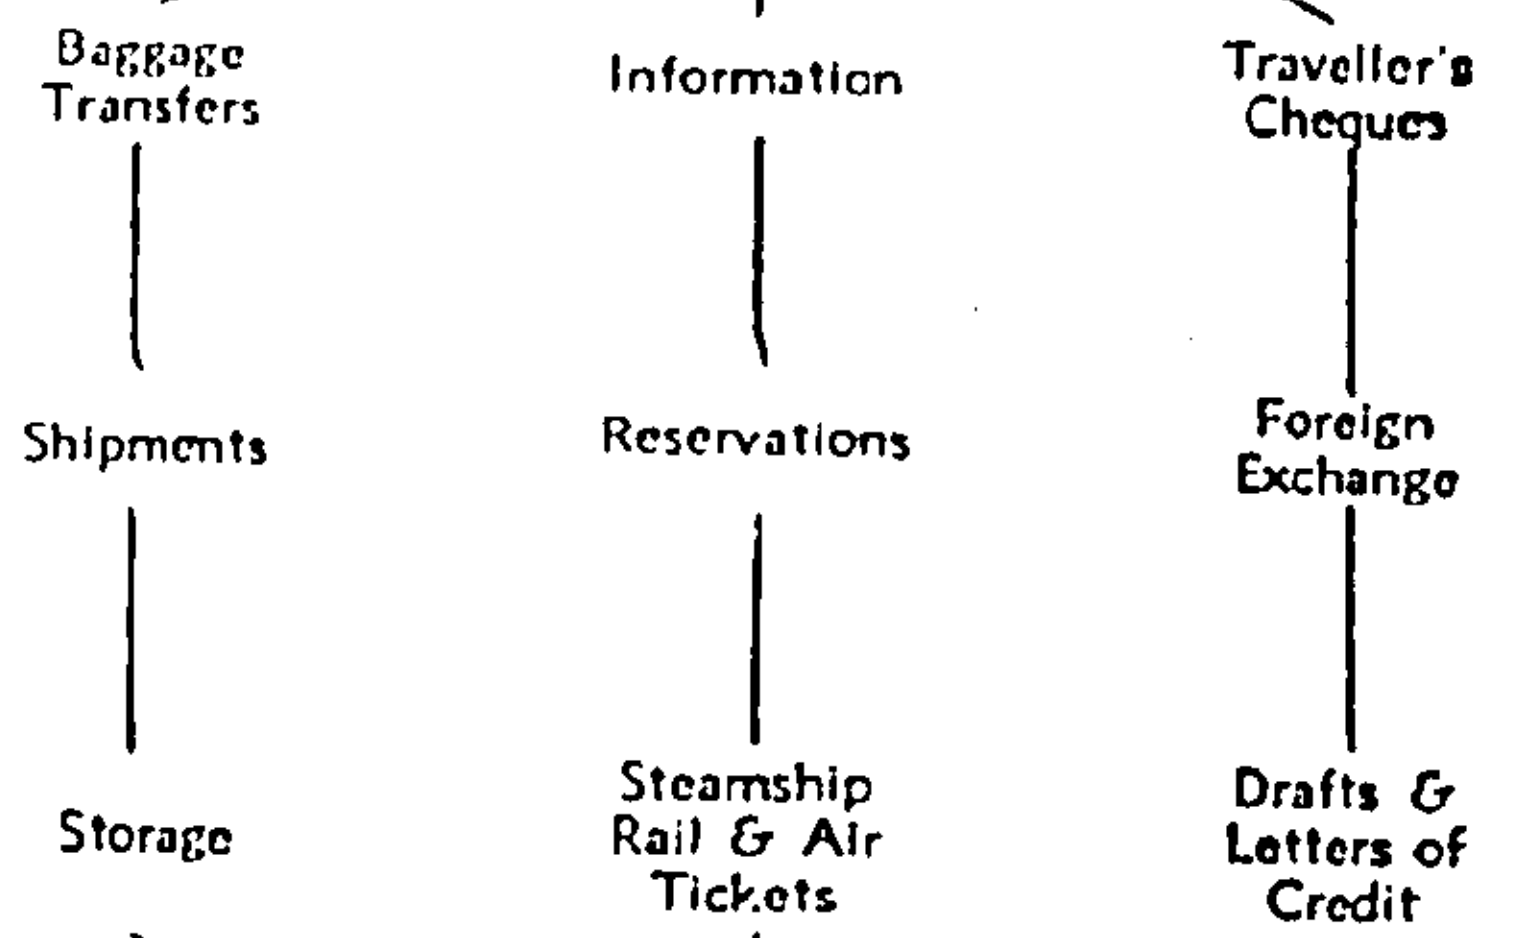 Baggage
Transfers
Information
Traveller's
Cheques
Shipments
Reservations
Foreign
Exchange
Storage
Steamship
Rail & Air
Tickets
Drafts &
Letters of
Credit